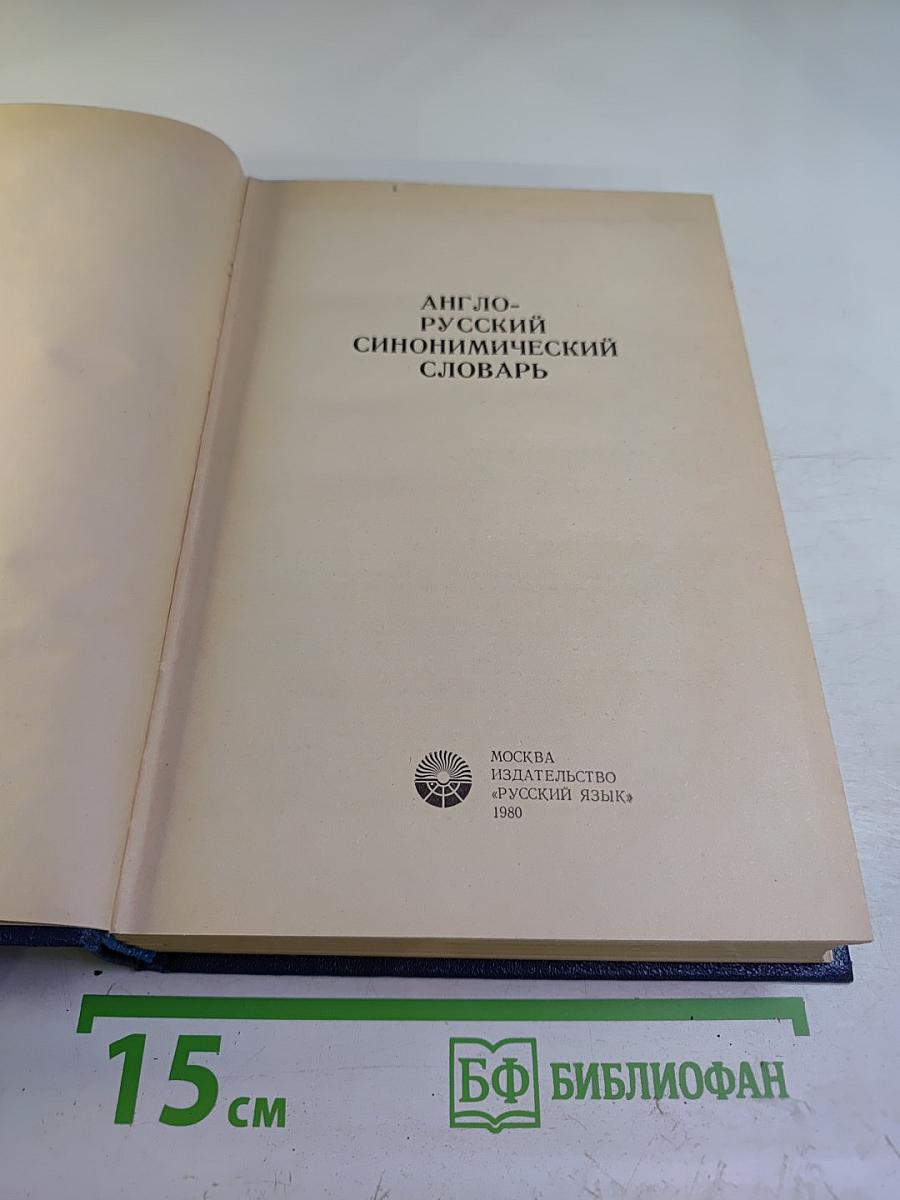 АНГЛО-
РУССКИЙ
СИНОНИМИЧЕСКИЙ
СЛОВАРЬ
МОСКВА
ИЗДАТЕЛЬСТВО
«РУССКИЙ ЯЗЫК»
1980
15 см
БФ БИБЛИОФАН